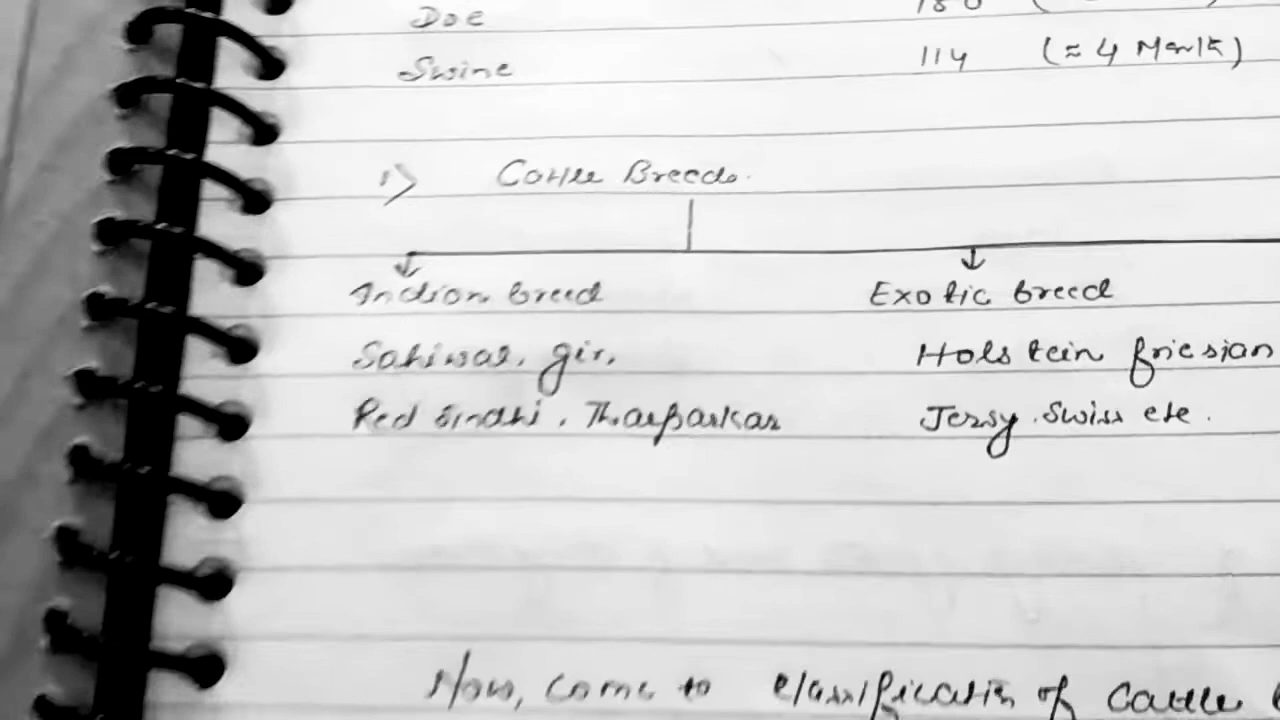 Doe
Swine 114 (≈ 4 Month)
1> Cattle Breeds.
Indian breed Exotic breed
Sahiwal, gir, Holstein friesian
Red Sindhi, Tharparkar Jersy. Swiss etc.
Now, come to classification of Cattle